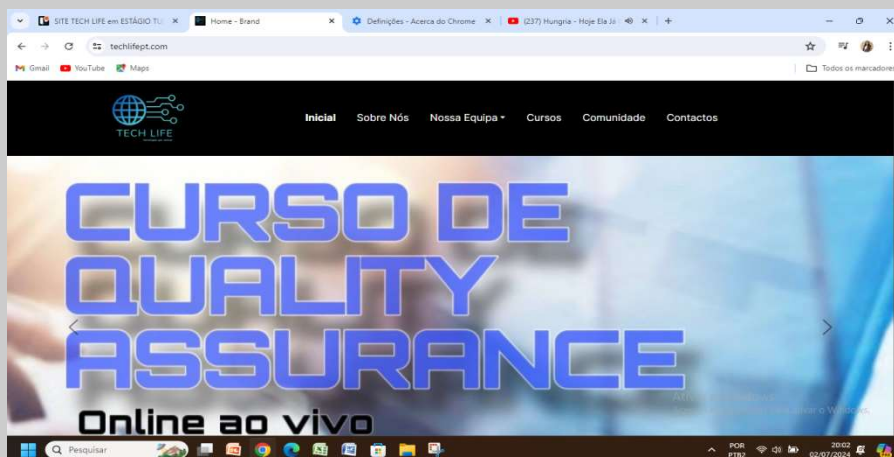 SITE TECH LIFE em ESTÁGIO TU
Home - Brand
Definições - Acerca do Chrome
(237) Hungria - Hoje Ela Já
techlifept.com
Gmail YouTube Maps
Todos os marcadores
TECH LIFE
Inicial Sobre Nós Nossa Equipa Cursos Comunidade Contactos
CURSO DE
QUALITY
ASSURANCE
Online ao vivo
Pesquisar
POR
PTB2
20:02
02/07/2024